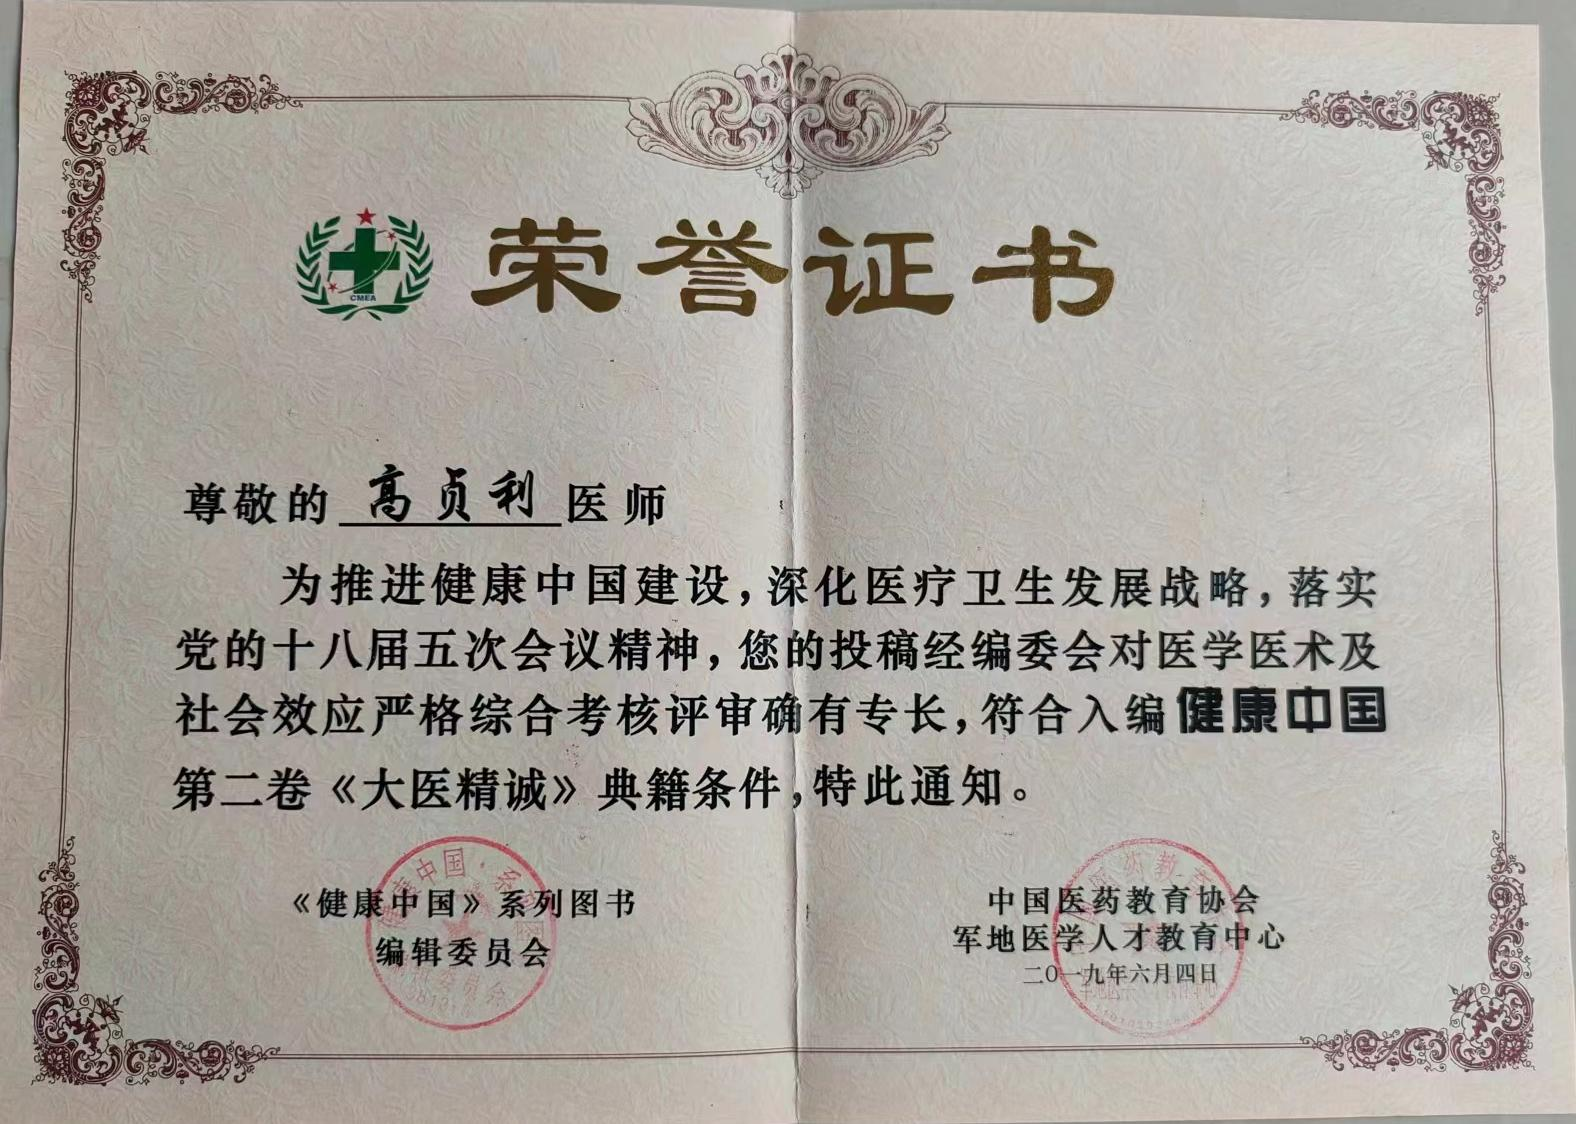 荣誉证书
CMEA
尊敬的 高贞利 医师
为推进健康中国建设，深化医疗卫生发展战略，落实
党的十八届五次会议精神，您的投稿经编委会对医学医术及
社会效应严格综合考核评审确有专长，符合入编健康中国
第二卷《大医精诚》典籍条件，特此通知。
《健康中国》系列图书
编辑委员会
中国医药教育协会
军地医学人才教育中心
二〇一九年六月四日